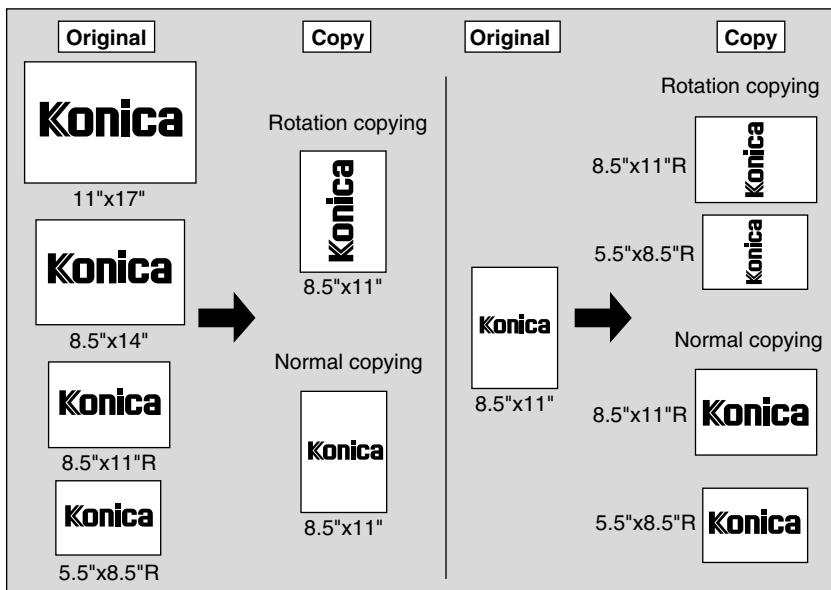 Original
Copy
Konica
11"x17"
Konica
8.5"x14"
Konica
8.5"x11"R
Konica
5.5"x8.5"R
Rotation copying
Konica
8.5"x11"
Normal copying
Konica
8.5"x11"
Original
Copy
Konica
8.5"x11"
Rotation copying
8.5"x11"R
Konica
5.5"x8.5"R
Konica
Normal copying
8.5"x11"R
Konica
5.5"x8.5"R
Konica